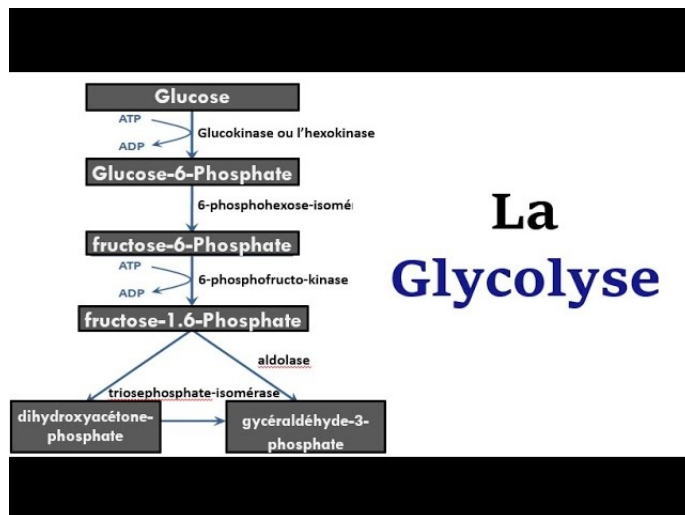 Glucose
ATP
Glucokinase ou l'hexokinase
ADP
Glucose-6-Phosphate
6-phosphohexose-isomé
fructose-6-Phosphate
ATP
6-phosphofructo-kinase
ADP
fructose-1.6-Phosphate
aldolase
triosephosphate-isomérase
dihydroxyacétone-
phosphate
gycéraldéhyde-3-
phosphate
La
Glycolyse